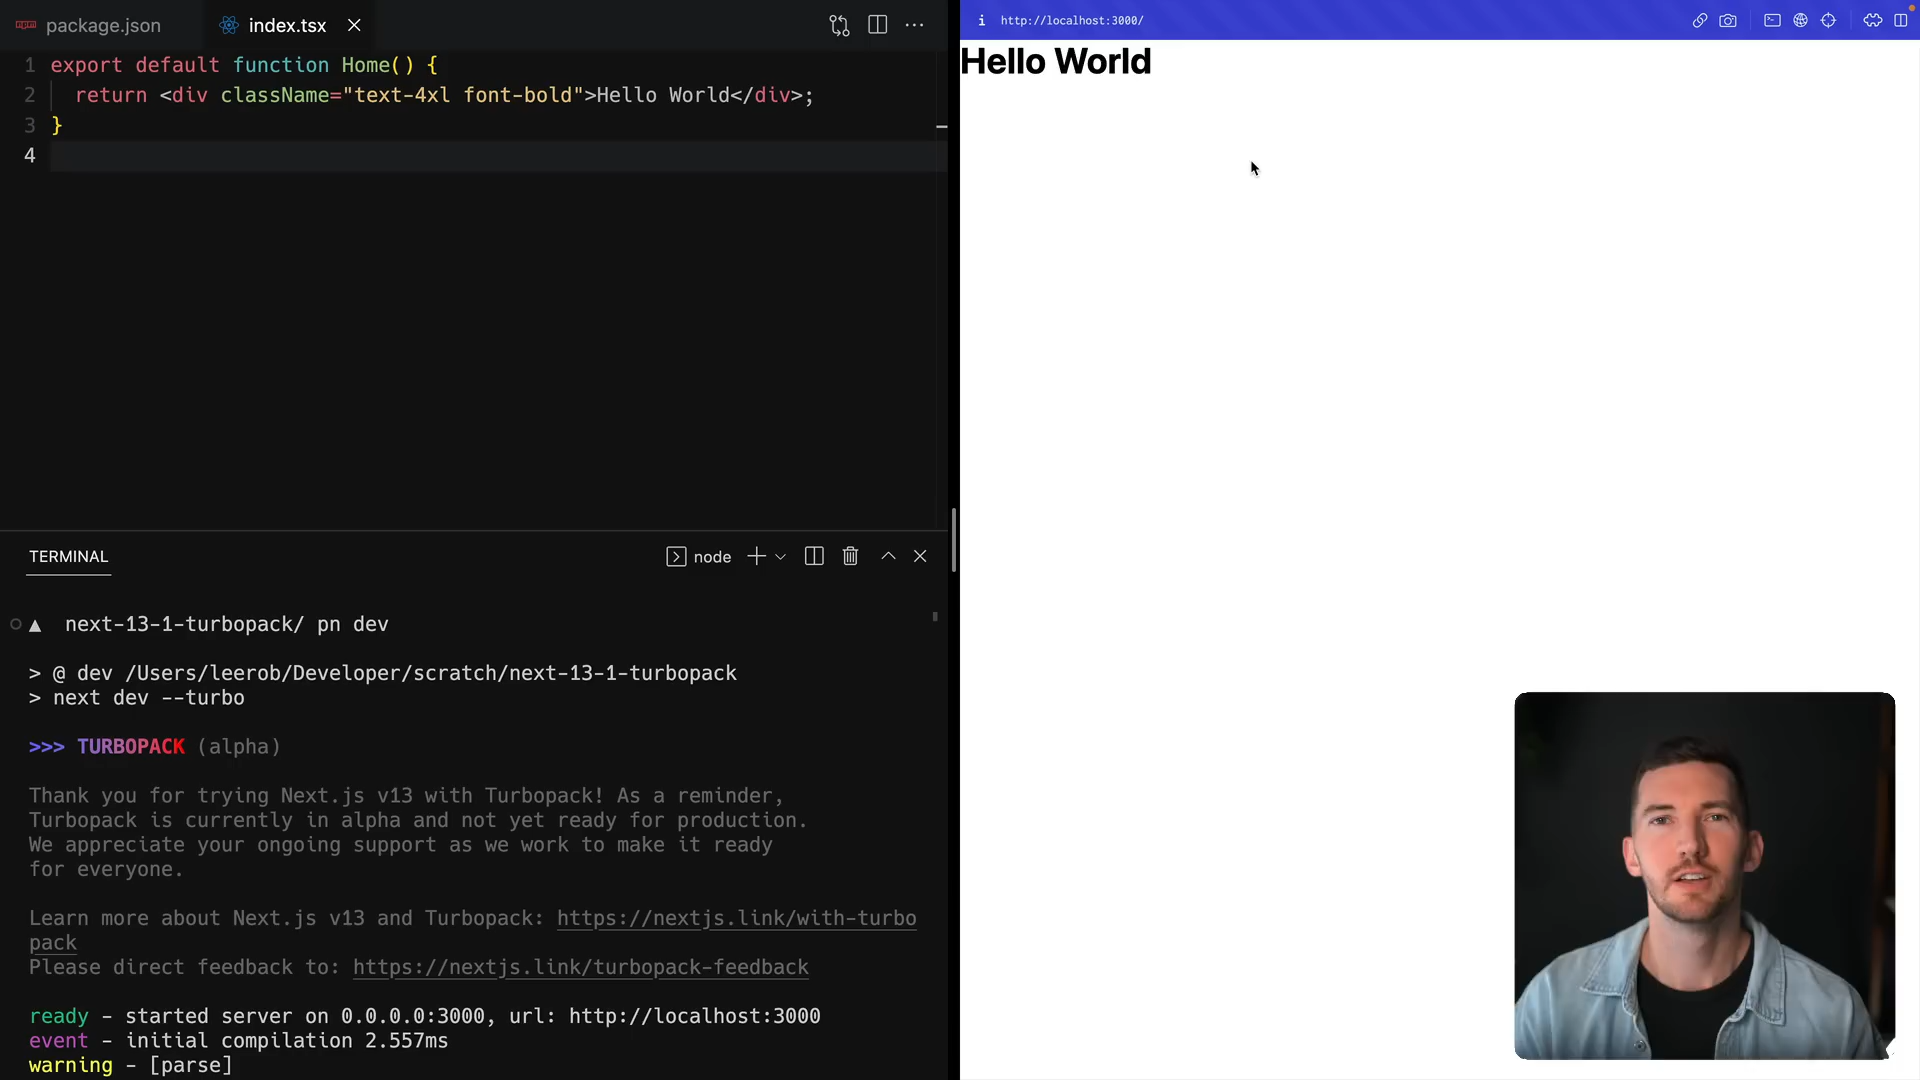 package.json
index.tsx
1 export default function Home() {
2 return <div className="text-4xl font-bold">Hello World</div>;
3 }
4
TERMINAL
node
next-13-1-turbopack/ pn dev
> @ dev /Users/leerob/Developer/scratch/next-13-1-turbopack
> next dev --turbo
>>> TURBOPACK (alpha)
Thank you for trying Next.js v13 with Turbopack! As a reminder,
Turbopack is currently in alpha and not yet ready for production.
We appreciate your ongoing support as we work to make it ready
for everyone.
Learn more about Next.js v13 and Turbopack: https://nextjs.link/with-turbo
pack
Please direct feedback to: https://nextjs.link/turbopack-feedback
ready - started server on 0.0.0.0:3000, url: http://localhost:3000
event - initial compilation 2.557ms
warning - [parse]
http://localhost:3000/
Hello World